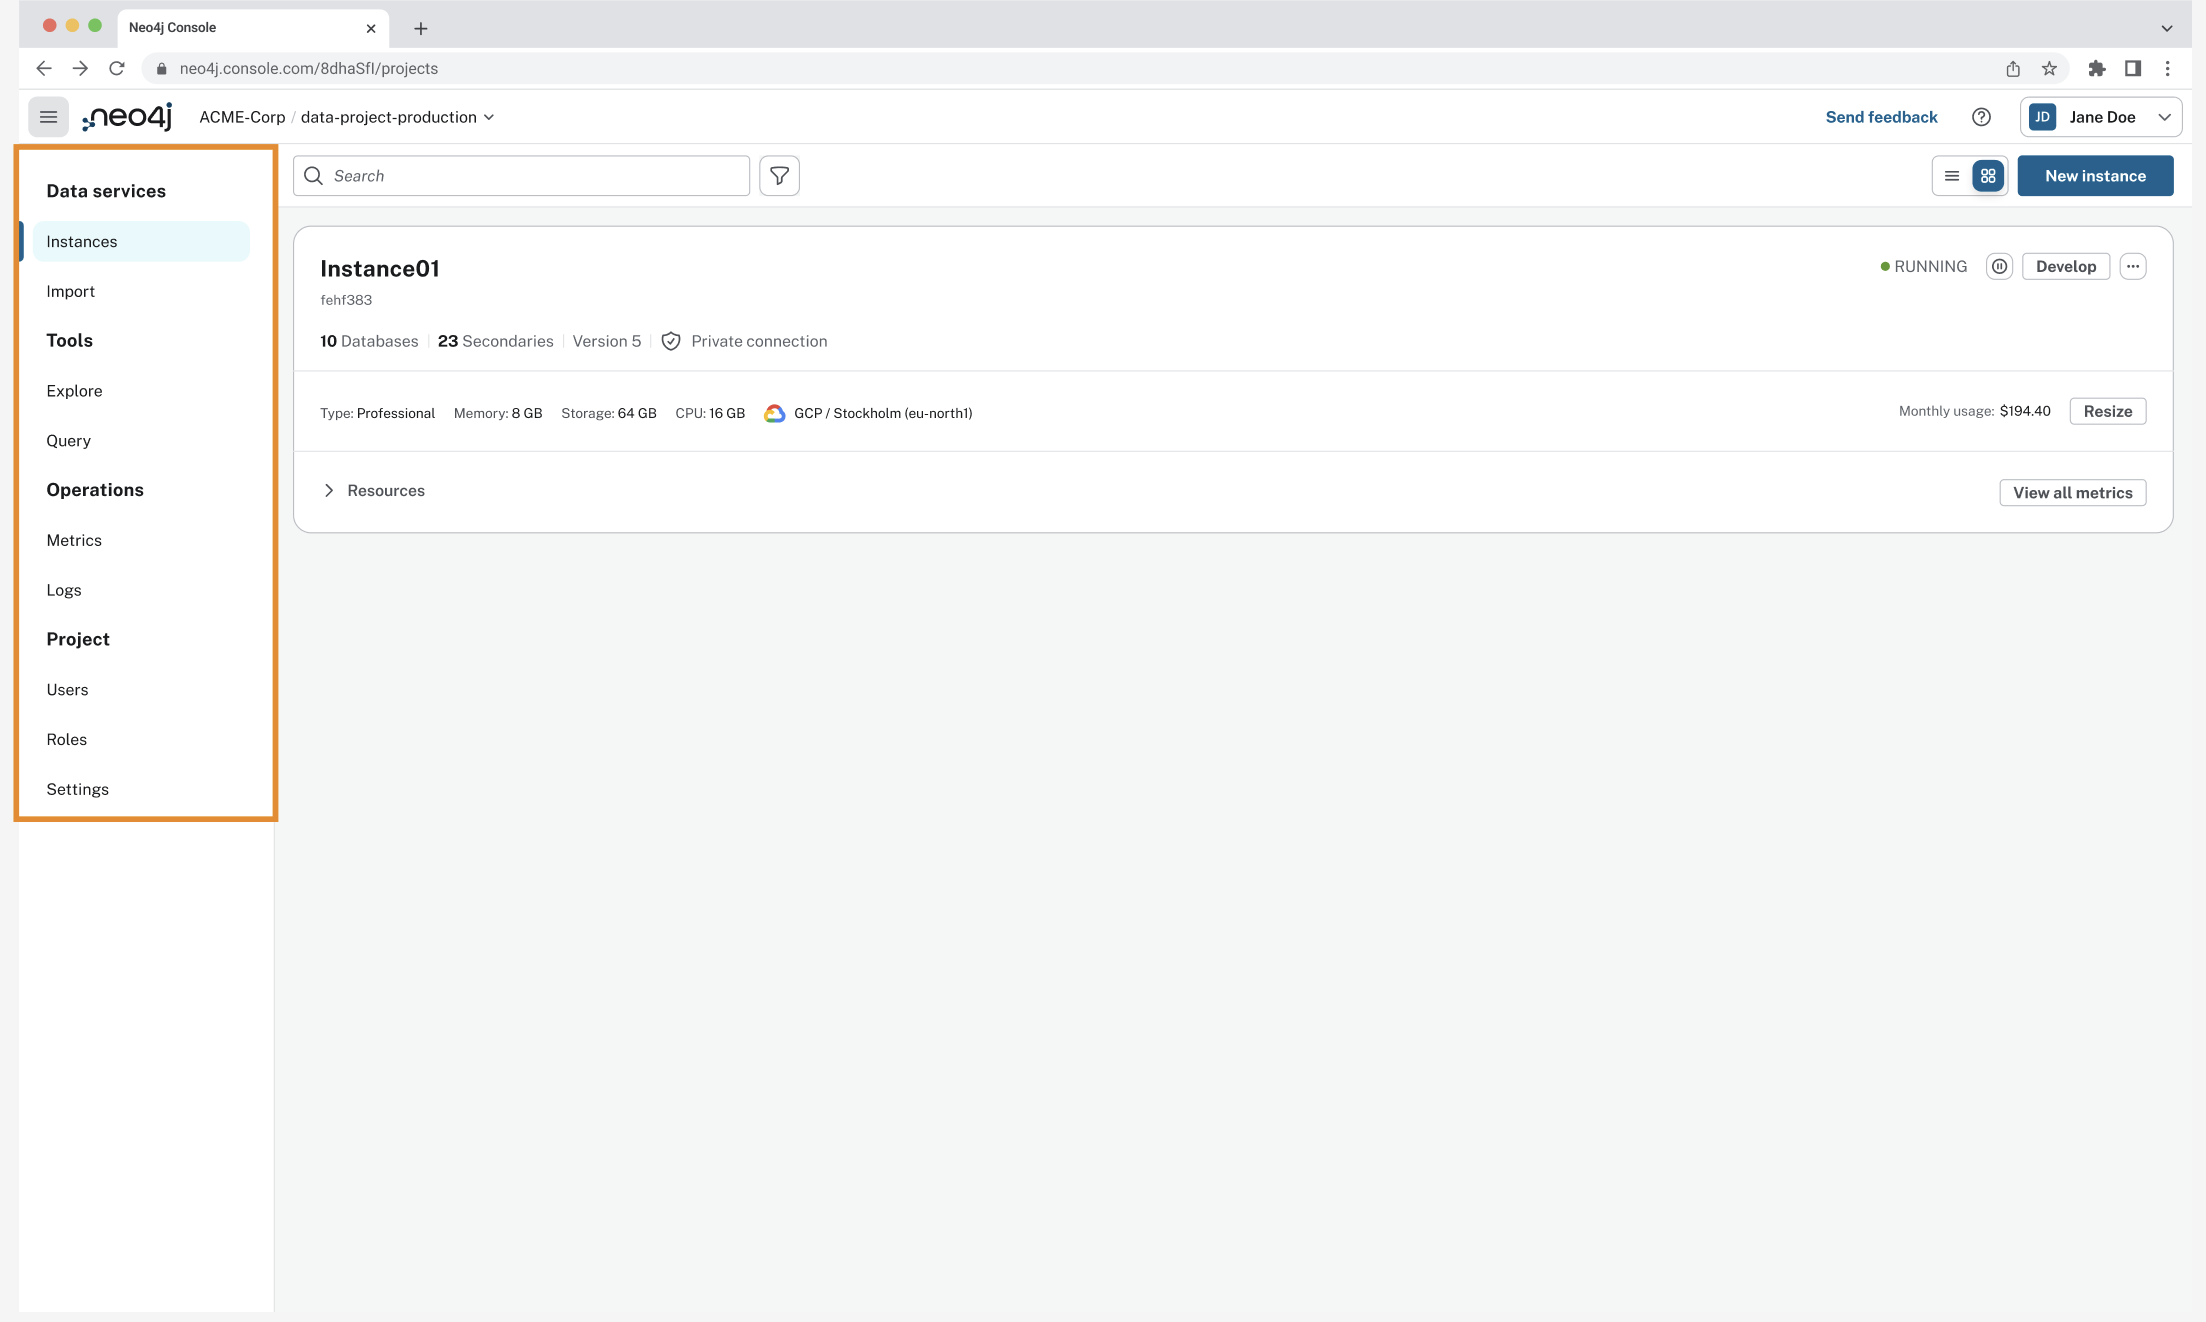 Neo4j Console
neo4j.console.com/8dhaSfI/projects
neo4j ACME-Corp / data-project-production
Send feedback JD Jane Doe
Data services
Instances
Import
Tools
Explore
Query
Operations
Metrics
Logs
Project
Users
Roles
Settings
Search
New instance
Instance01
RUNNING Develop
fehf383
10 Databases 23 Secondaries Version 5 Private connection
Type: Professional Memory: 8 GB Storage: 64 GB CPU: 16 GB GCP / Stockholm (eu-north1)
Monthly usage: $194.40 Resize
Resources
View all metrics